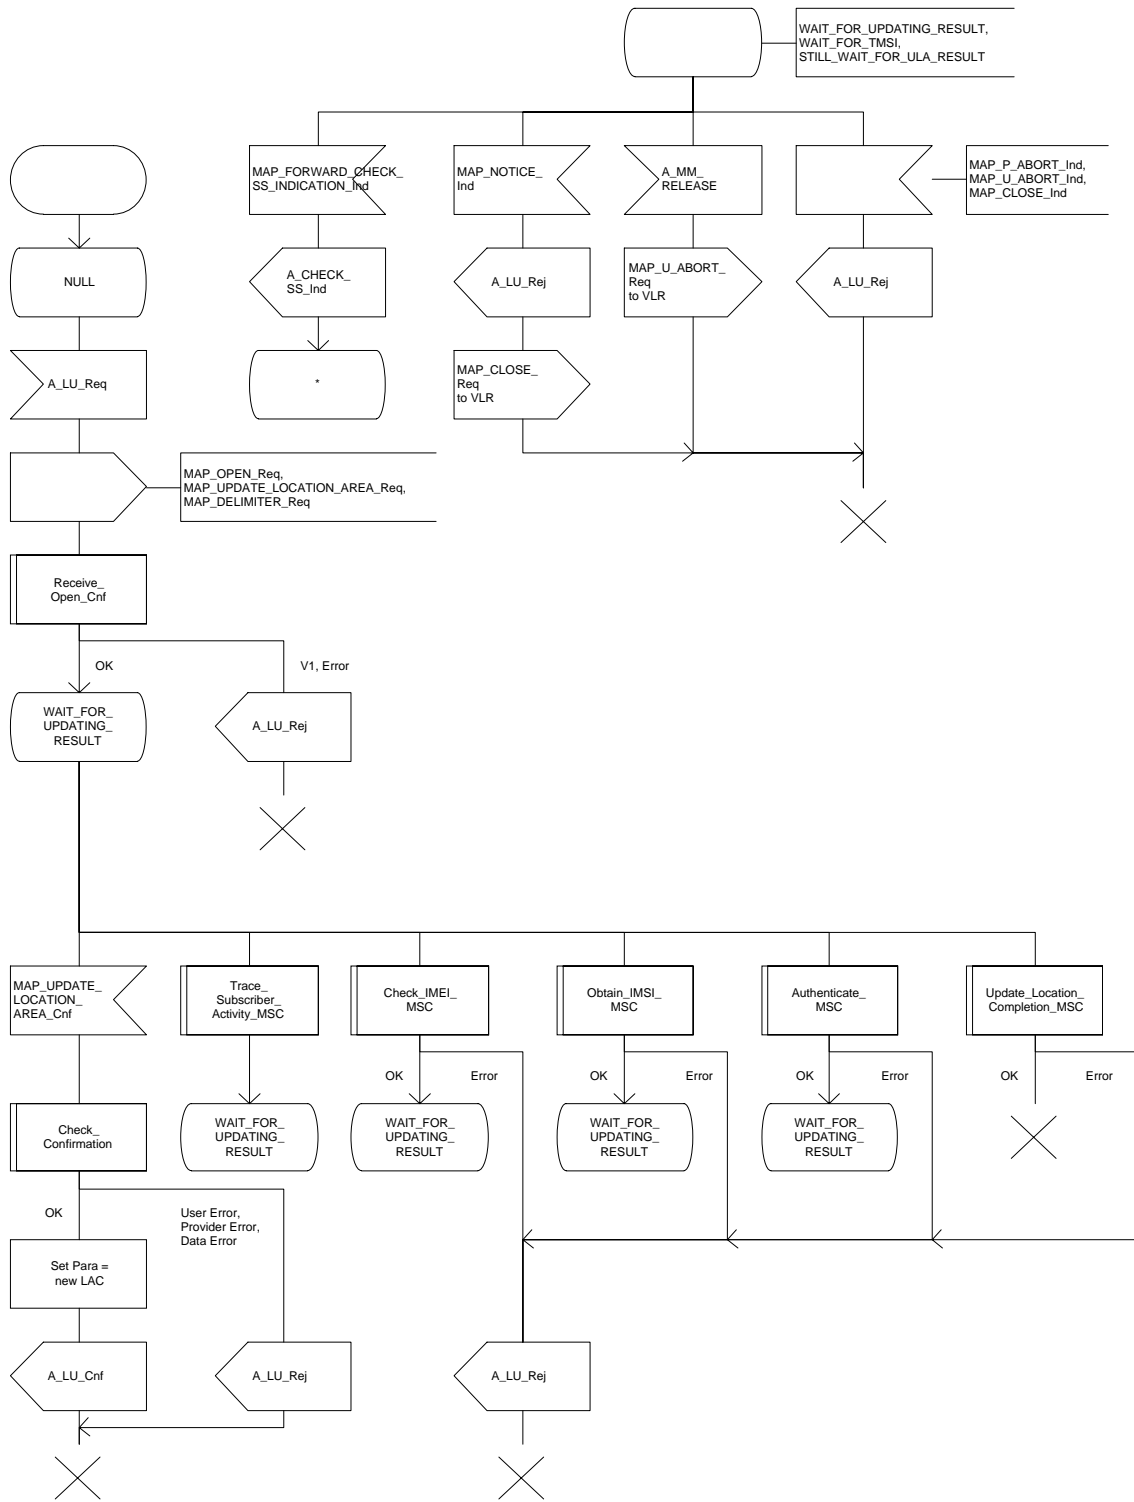 WAIT_FOR_UPDATING_RESULT,
WAIT_FOR_TMSI,
STILL_WAIT_FOR_ULA_RESULT
MAP_FORWARD_CHECK_
SS_INDICATION_Ind
MAP_NOTICE_
Ind
A_MM_
RELEASE
MAP_P_ABORT_Ind,
MAP_U_ABORT_Ind,
MAP_CLOSE_Ind
NULL
A_CHECK_
SS_Ind
A_LU_Rej
MAP_U_ABORT_
Req
to VLR
A_LU_Rej
A_LU_Req
*
MAP_CLOSE_
Req
to VLR
MAP_OPEN_Req,
MAP_UPDATE_LOCATION_AREA_Req,
MAP_DELIMITER_Req
Receive_
Open_Cnf
OK
V1, Error
WAIT_FOR_
UPDATING_
RESULT
A_LU_Rej
MAP_UPDATE_
LOCATION_
AREA_Cnf
Trace_
Subscriber_
Activity_MSC
Check_IMEI_
MSC
Obtain_IMSI_
MSC
Authenticate_
MSC
Update_Location_
Completion_MSC
OK
Error
OK
Error
OK
Error
OK
Error
Check_
Confirmation
WAIT_FOR_
UPDATING_
RESULT
WAIT_FOR_
UPDATING_
RESULT
WAIT_FOR_
UPDATING_
RESULT
WAIT_FOR_
UPDATING_
RESULT
OK
User Error,
Provider Error,
Data Error
Set Para =
new LAC
A_LU_Cnf
A_LU_Rej
A_LU_Rej